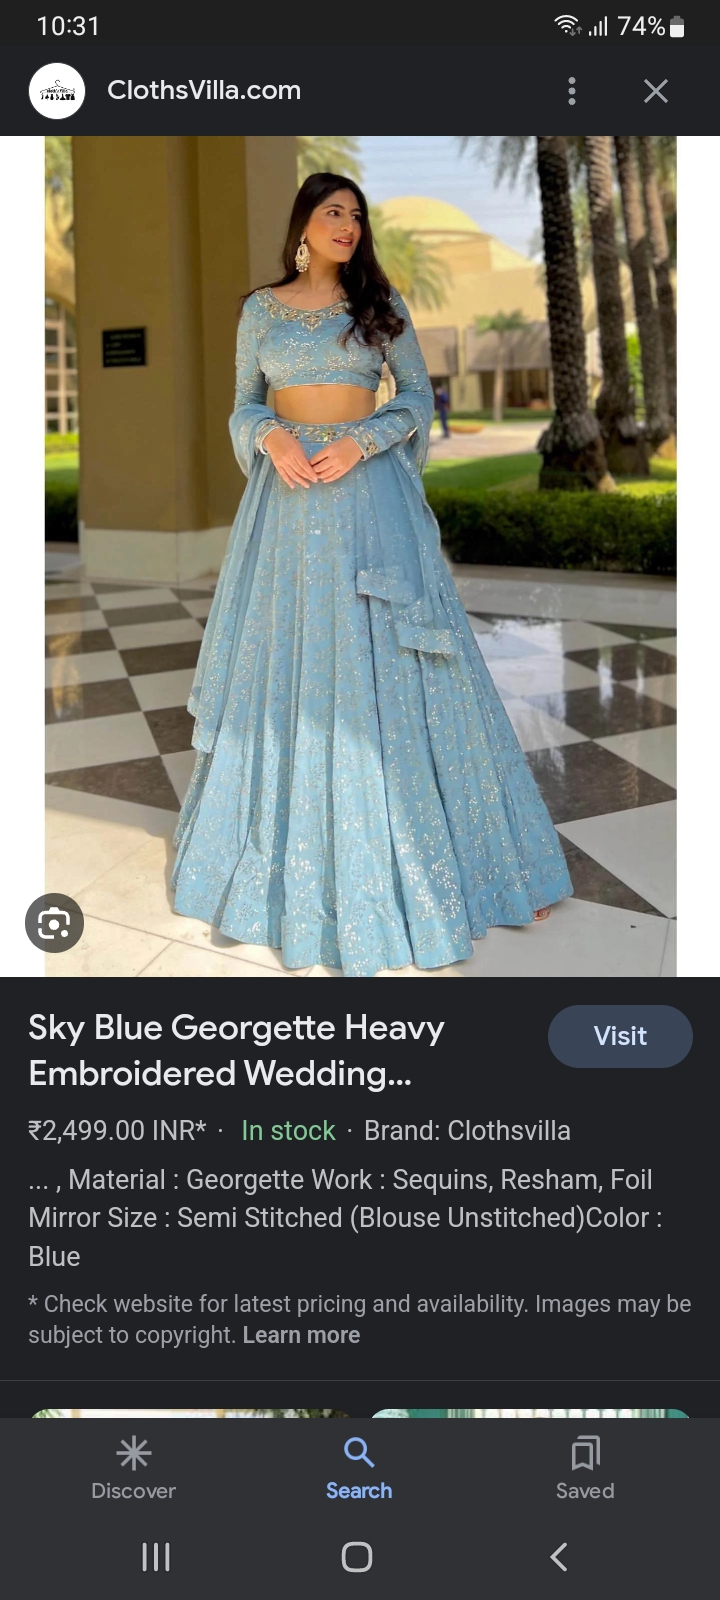 10:31
74%
ClothsVilla.com
Sky Blue Georgette Heavy
Embroidered Wedding...
Visit
₹2,499.00 INR* · In stock · Brand: Clothsvilla
... , Material : Georgette Work : Sequins, Resham, Foil
Mirror Size : Semi Stitched (Blouse Unstitched)Color :
Blue
* Check website for latest pricing and availability. Images may be
subject to copyright. Learn more
Discover
Search
Saved